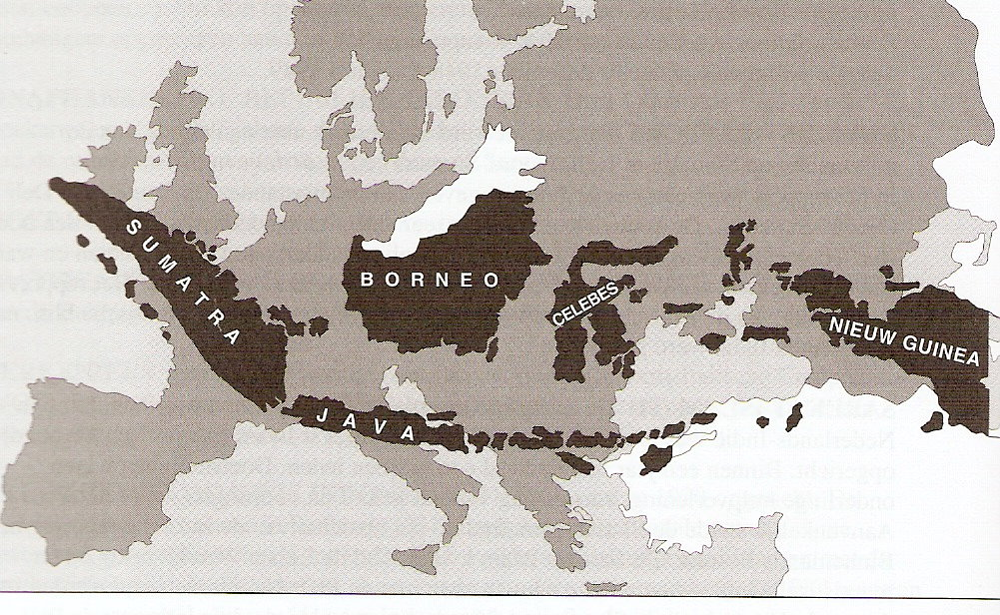 SUMATRA
BORNEO
CELEBES
NIEUW GUINEA
JAVA